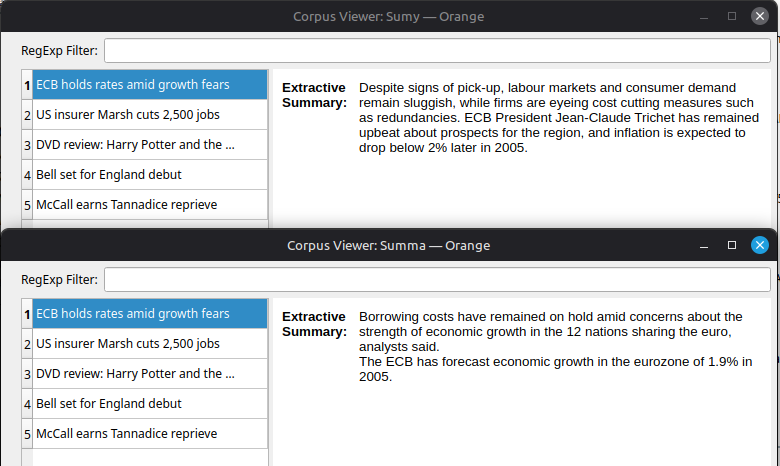 Corpus Viewer: Sumy — Orange
RegExp Filter:
1 ECB holds rates amid growth fears
2 US insurer Marsh cuts 2,500 jobs
3 DVD review: Harry Potter and the ...
4 Bell set for England debut
5 McCall earns Tannadice reprieve
Extractive Summary:
Despite signs of pick-up, labour markets and consumer demand
remain sluggish, while firms are eyeing cost cutting measures such
as redundancies. ECB President Jean-Claude Trichet has remained
upbeat about prospects for the region, and inflation is expected to
drop below 2% later in 2005.
Corpus Viewer: Summa — Orange
RegExp Filter:
1 ECB holds rates amid growth fears
2 US insurer Marsh cuts 2,500 jobs
3 DVD review: Harry Potter and the ...
4 Bell set for England debut
5 McCall earns Tannadice reprieve
Extractive Summary:
Borrowing costs have remained on hold amid concerns about the
strength of economic growth in the 12 nations sharing the euro,
analysts said.
The ECB has forecast economic growth in the eurozone of 1.9% in
2005.